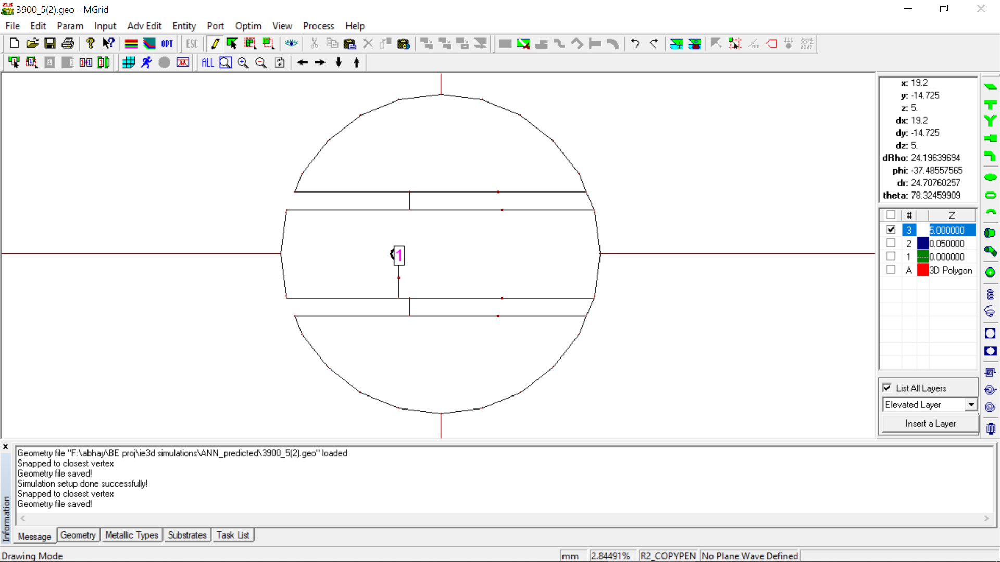 3900_5(2).geo - MGrid
File Edit Param Input Adv Edit Entity Port Optim View Process Help
OPT ESC
ALL
x: 19.2
y: -14.725
z: 5.
dx: 19.2
dy: -14.725
dz: 5.
dRho: 24.19639694
phi: -37.48557565
dr: 24.70760257
theta: 78.32459909
# Z
3 5.000000
2 0.050000
1 0.000000
A 3D Polygon
1
List All Layers
Elevated Layer
Insert a Layer
Geometry file "F:\abhay\BE proj\ie3d simulations\ANN_predicted\3900_5(2).geo" loaded
Snapped to closest vertex
Geometry file saved!
Simulation setup done successfully!
Snapped to closest vertex
Geometry file saved!
Information
Message Geometry Metallic Types Substrates Task List
Drawing Mode mm 2.84491% R2_COPYPEN No Plane Wave Defined